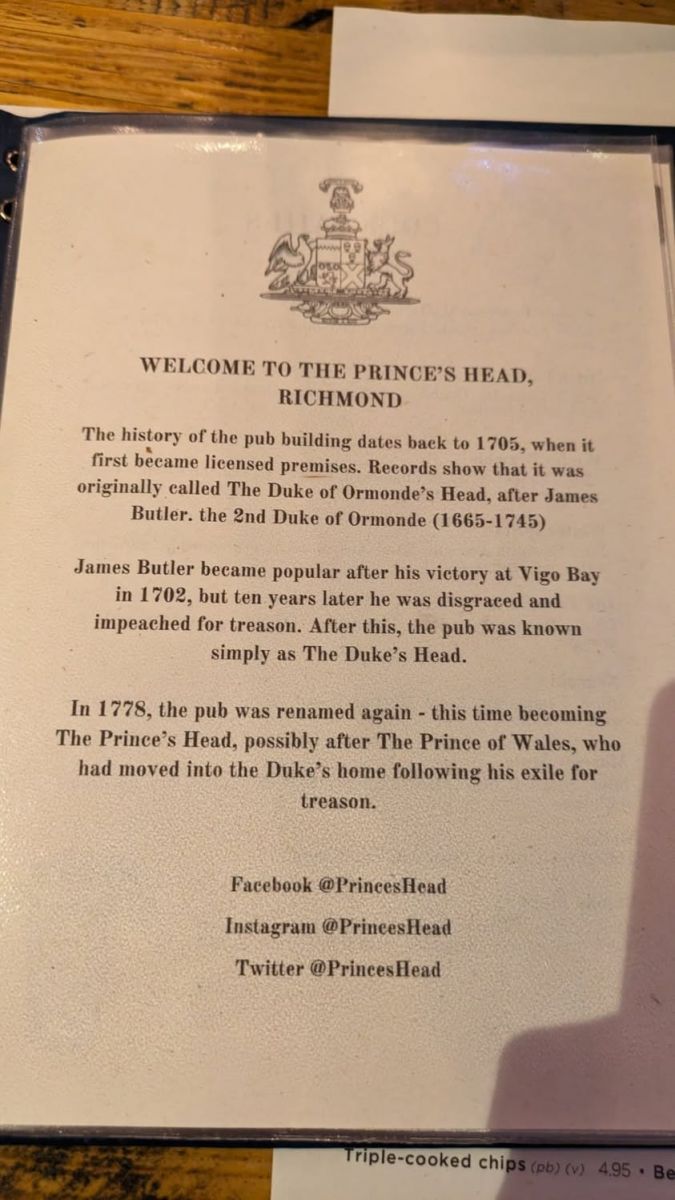 WELCOME TO THE PRINCE'S HEAD,
RICHMOND
The history of the pub building dates back to 1705, when it
first became licensed premises. Records show that it was
originally called The Duke of Ormonde's Head, after James
Butler. the 2nd Duke of Ormonde (1665-1745)
James Butler became popular after his victory at Vigo Bay
in 1702, but ten years later he was disgraced and
impeached for treason. After this, the pub was known
simply as The Duke's Head.
In 1778, the pub was renamed again - this time becoming
The Prince's Head, possibly after The Prince of Wales, who
had moved into the Duke's home following his exile for
treason.
Facebook @PrincesHead
Instagram @PrincesHead
Twitter @PrincesHead
Triple-cooked chips (pb) (v) 4.95 • Be